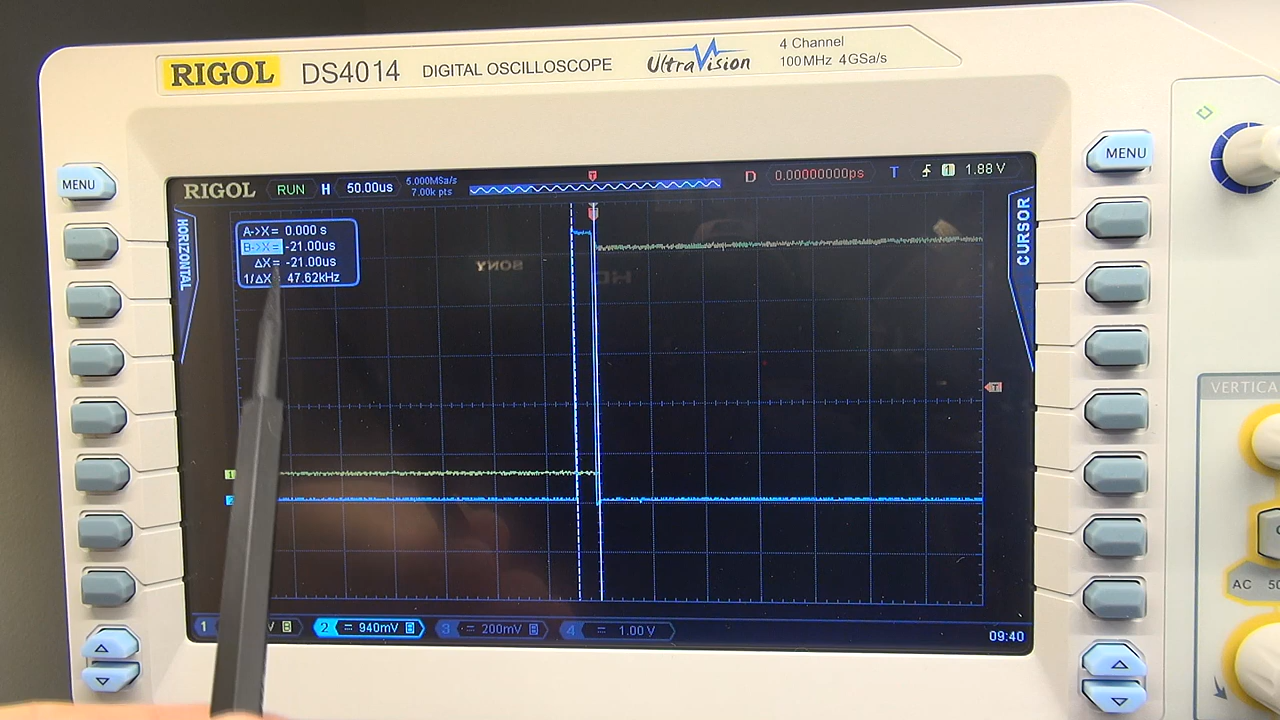 RIGOL DS4014 DIGITAL OSCILLOSCOPE UltraVision 4 Channel
100MHz 4GSa/s
MENU
MENU
RIGOL RUN H 50.00us 5.000MSa/s
7.00k pts
D 0.00000000ps T 1 1.88 V
HORIZONTAL
CURSOR
A->X= 0.000 s
B->X= -21.00us
ΔX= -21.00us
1/ΔX= 47.62kHz
SONY
T
T
1
2
VERTICA
AC 50
1 V B 2 940mV B 3 200mV B 4 1.00 V
09:40